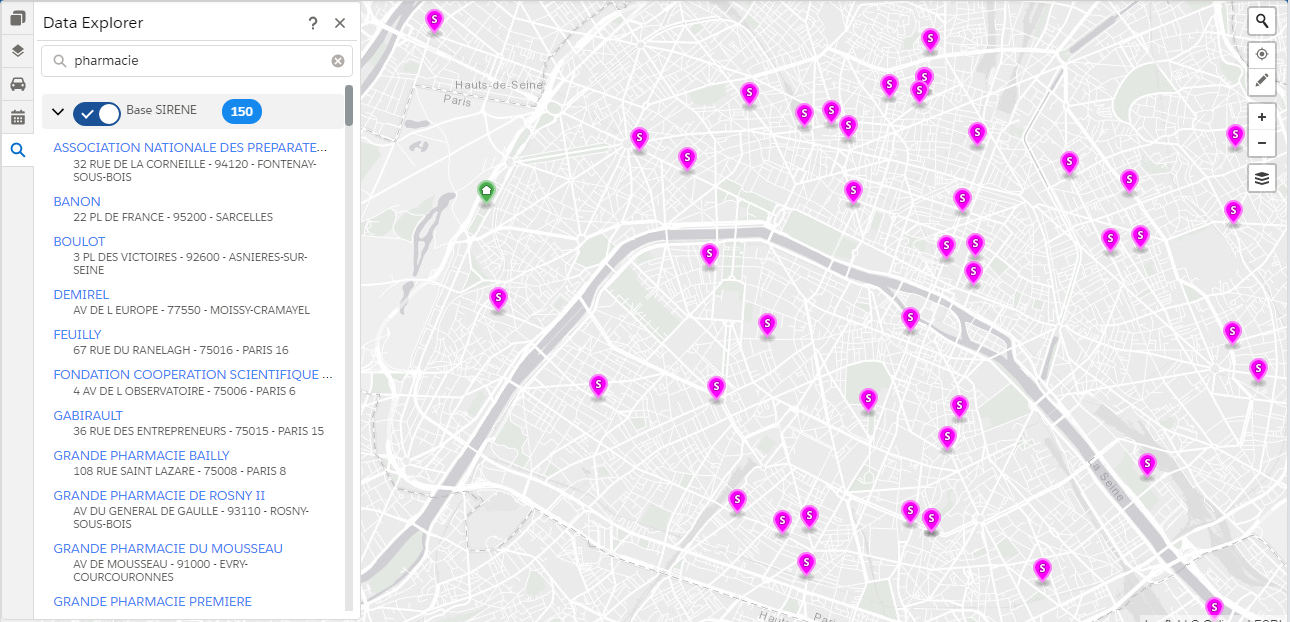 Data Explorer
?
pharmacie
Base SIRENE
150
ASSOCIATION NATIONALE DES PREPARATE...
32 RUE DE LA CORNEILLE - 94120 - FONTENAY-
SOUS-BOIS
BANON
22 PL DE FRANCE - 95200 - SARCELLES
BOULOT
3 PL DES VICTOIRES - 92600 - ASNIERES-SUR-
SEINE
DEMIREL
AV DE L EUROPE - 77550 - MOISSY-CRAMAYEL
FEUILLY
67 RUE DU RANELAGH - 75016 - PARIS 16
FONDATION COOPERATION SCIENTIFIQUE ...
4 AV DE L OBSERVATOIRE - 75006 - PARIS 6
GABIRAULT
36 RUE DES ENTREPRENEURS - 75015 - PARIS 15
GRANDE PHARMACIE BAILLY
108 RUE SAINT LAZARE - 75008 - PARIS 8
GRANDE PHARMACIE DE ROSNY II
AV DU GENERAL DE GAULLE - 93110 - ROSNY-
SOUS-BOIS
GRANDE PHARMACIE DU MOUSSEAU
AV DE MOUSSEAU - 91000 - EVRY-
COURCOURONNES
GRANDE PHARMACIE PREMIERE
Hauts-de-Seine
Paris
la Seine